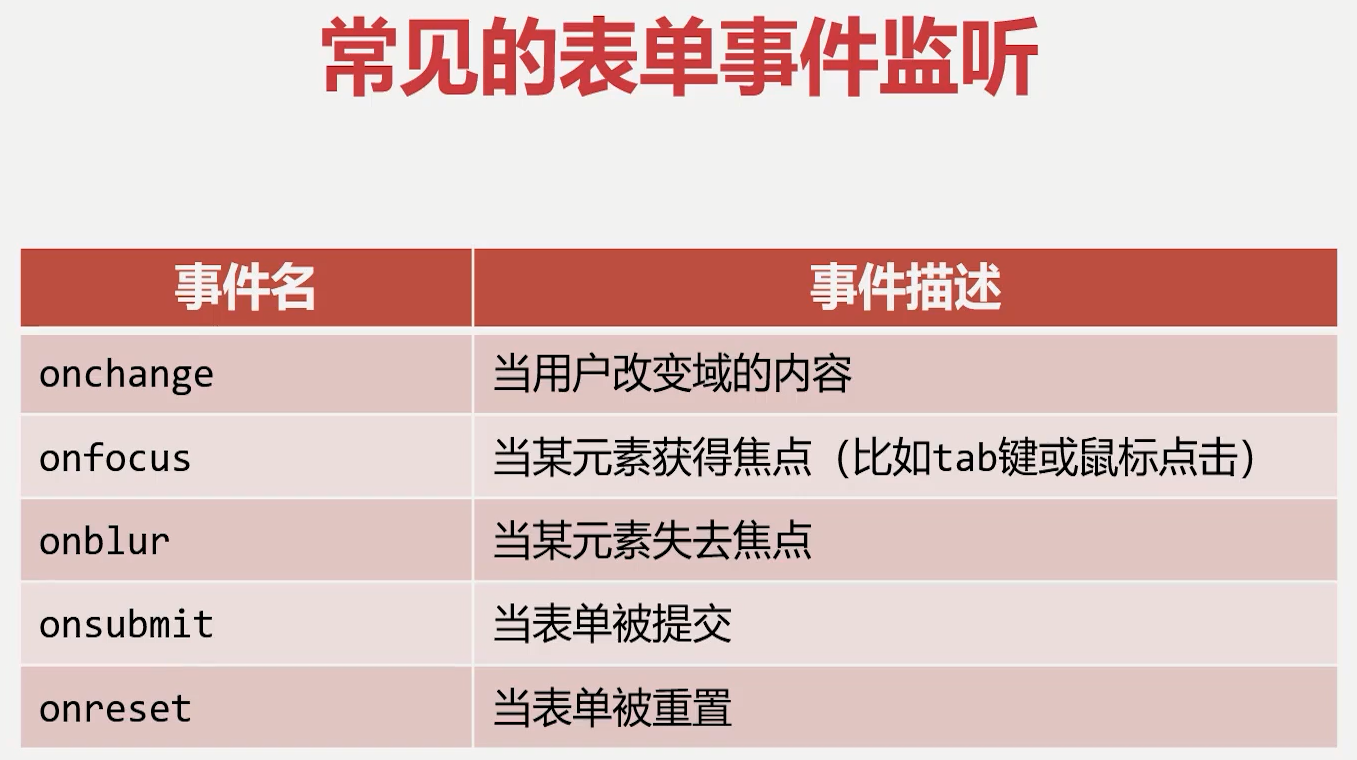 常见的表单事件监听
事件名 事件描述
onchange 当用户改变域的内容
onfocus 当某元素获得焦点（比如tab键或鼠标点击）
onblur 当某元素失去焦点
onsubmit 当表单被提交
onreset 当表单被重置